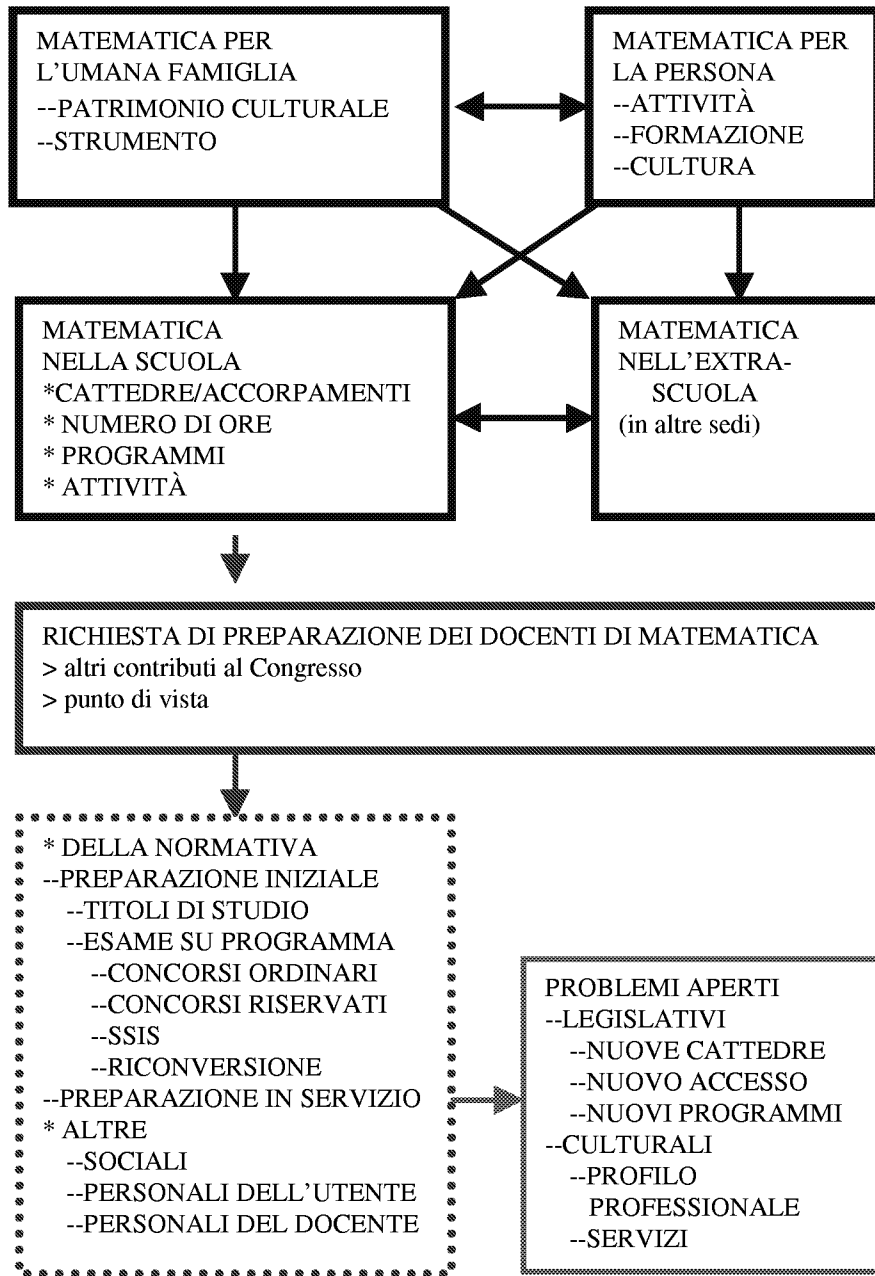 MATEMATICA PER
L'UMANA FAMIGLIA
--PATRIMONIO CULTURALE
--STRUMENTO
MATEMATICA PER
LA PERSONA
--ATTIVITÀ
--FORMAZIONE
--CULTURA
MATEMATICA
NELLA SCUOLA
*CATTEDRE/ACCORPAMENTI
* NUMERO DI ORE
* PROGRAMMI
* ATTIVITÀ
MATEMATICA
NELL'EXTRA-
SCUOLA
(in altre sedi)
RICHIESTA DI PREPARAZIONE DEI DOCENTI DI MATEMATICA
> altri contributi al Congresso
> punto di vista
* DELLA NORMATIVA
--PREPARAZIONE INIZIALE
--TITOLI DI STUDIO
--ESAME SU PROGRAMMA
--CONCORSI ORDINARI
--CONCORSI RISERVATI
--SSIS
--RICONVERSIONE
--PREPARAZIONE IN SERVIZIO
* ALTRE
--SOCIALI
--PERSONALI DELL'UTENTE
--PERSONALI DEL DOCENTE
PROBLEMI APERTI
--LEGISLATIVI
--NUOVE CATTEDRE
--NUOVO ACCESSO
--NUOVI PROGRAMMI
--CULTURALI
--PROFILO
PROFESSIONALE
--SERVIZI